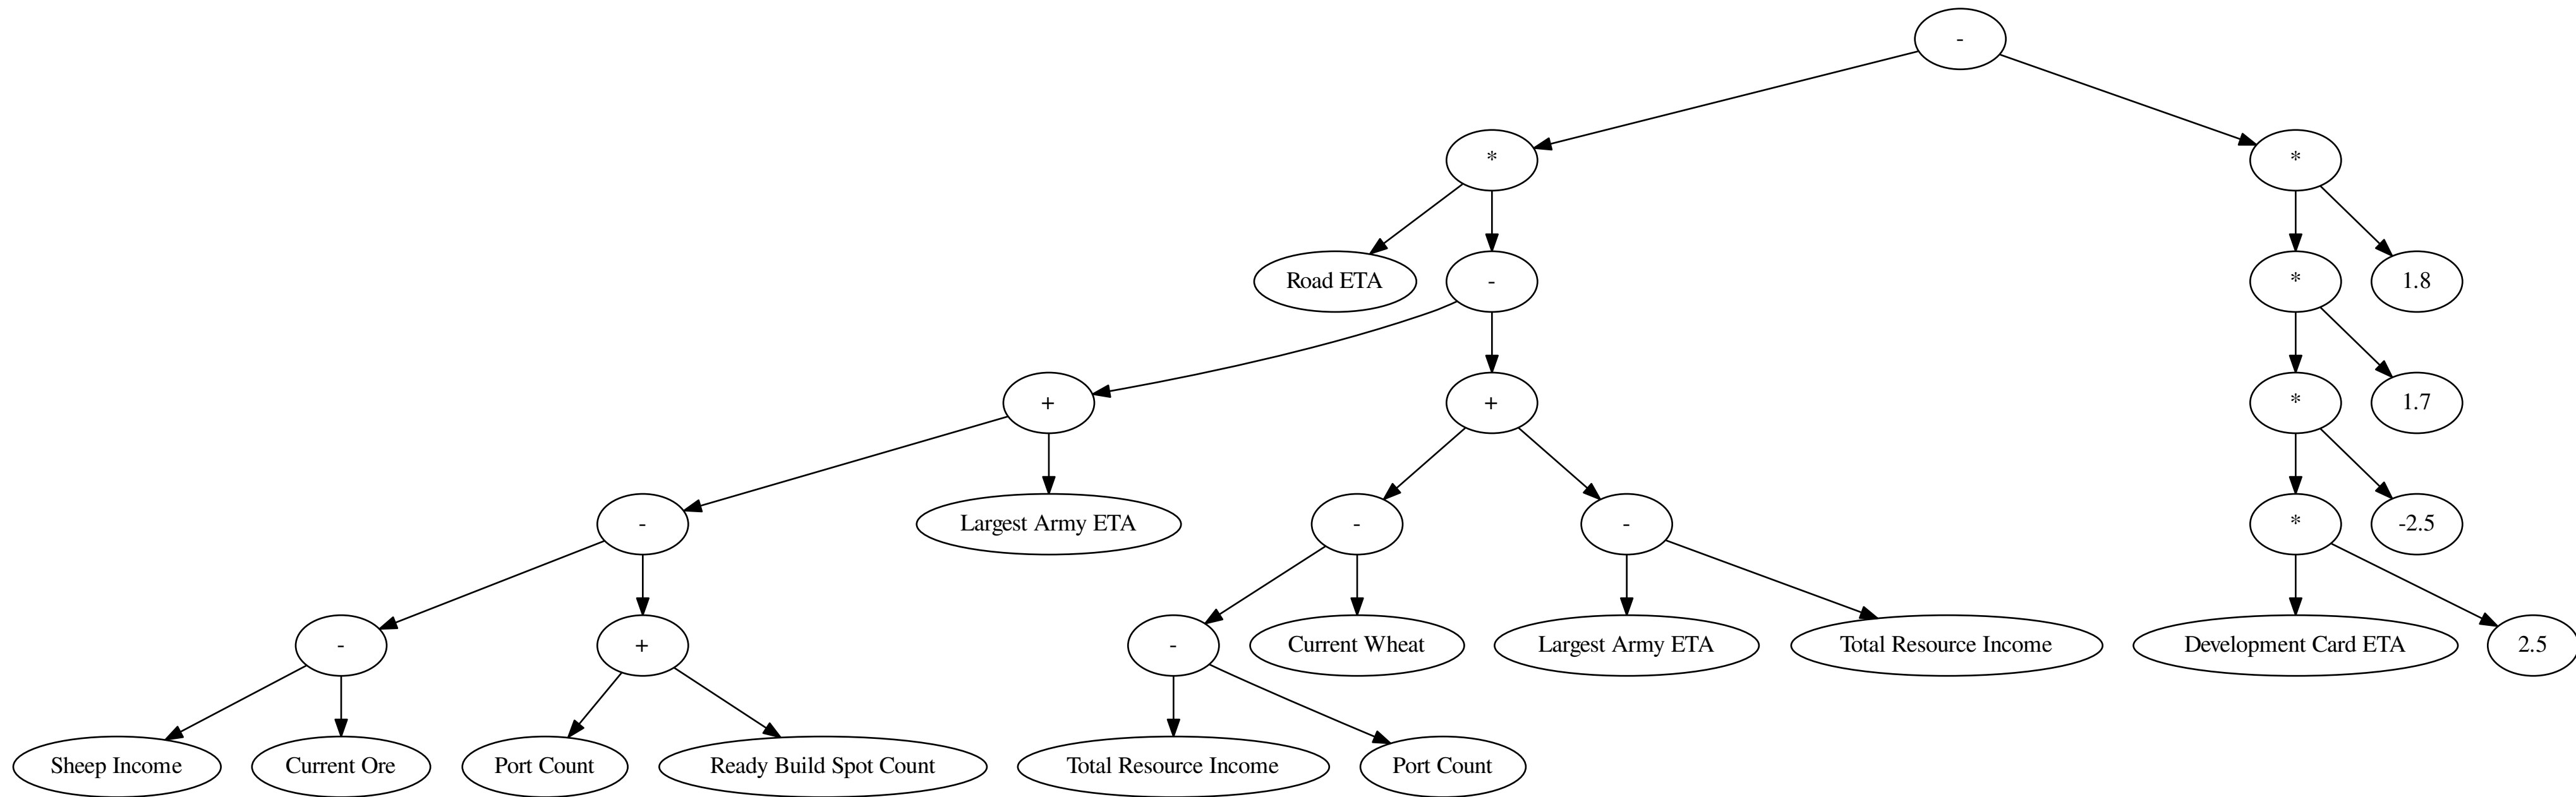 -
*
*
Road ETA
-
*
1.8
+
+
*
1.7
-
Largest Army ETA
-
-
*
-2.5
-
+
-
Current Wheat
Largest Army ETA
Total Resource Income
Development Card ETA
2.5
Sheep Income
Current Ore
Port Count
Ready Build Spot Count
Total Resource Income
Port Count